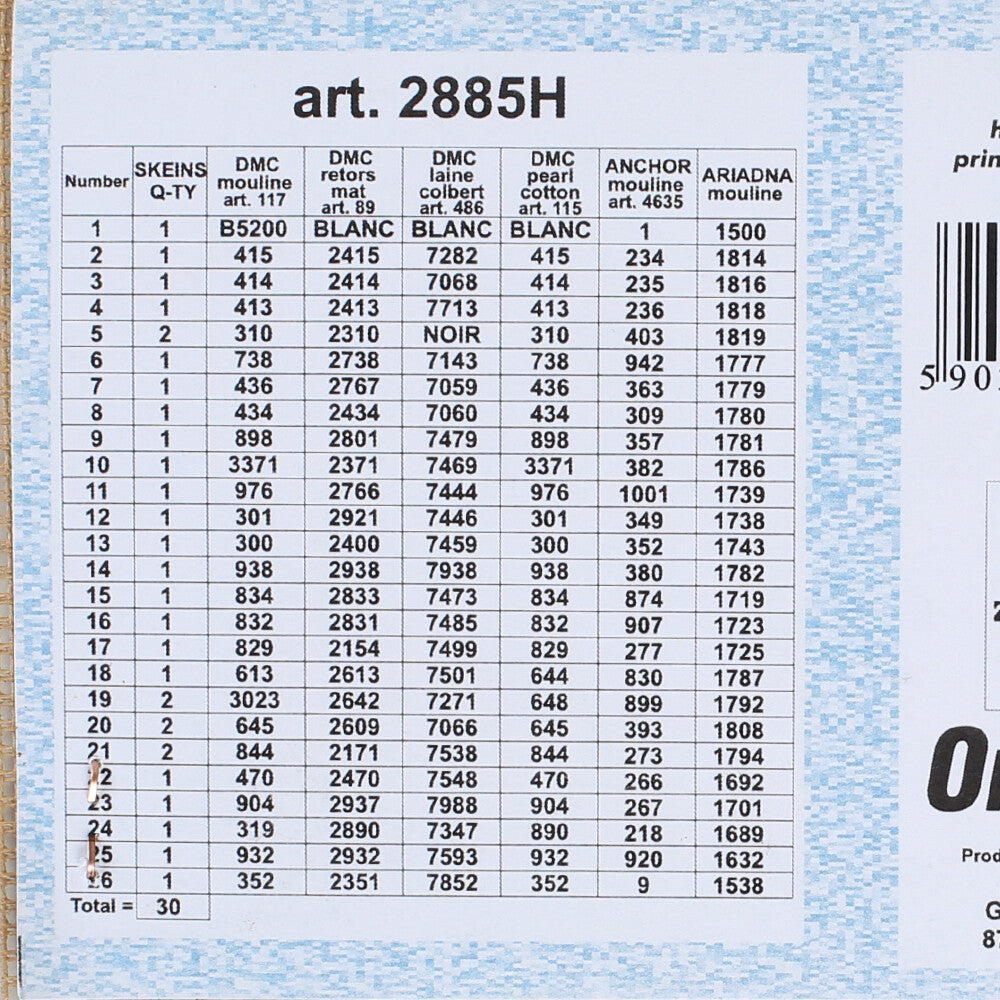 art. 2885H
Number SKEINS Q-TY DMC mouline art. 117 DMC retors mat art. 89 DMC laine colbert art. 486 DMC pearl cotton art. 115 ANCHOR mouline art. 4635 ARIADNA mouline
1 1 B5200 BLANC BLANC BLANC 1 1500
2 1 415 2415 7282 415 234 1814
3 1 414 2414 7068 414 235 1816
4 1 413 2413 7713 413 236 1818
5 2 310 2310 NOIR 310 403 1819
6 1 738 2738 7143 738 942 1777
7 1 436 2767 7059 436 363 1779
8 1 434 2434 7060 434 309 1780
9 1 898 2801 7479 898 357 1781
10 1 3371 2371 7469 3371 382 1786
11 1 976 2766 7444 976 1001 1739
12 1 301 2921 7446 301 349 1738
13 1 300 2400 7459 300 352 1743
14 1 938 2938 7938 938 380 1782
15 1 834 2833 7473 834 874 1719
16 1 832 2831 7485 832 907 1723
17 1 829 2154 7499 829 277 1725
18 1 613 2613 7501 644 830 1787
19 2 3023 2642 7271 648 899 1792
20 2 645 2609 7066 645 393 1808
21 2 844 2171 7538 844 273 1794
22 1 470 2470 7548 470 266 1692
23 1 904 2937 7988 904 267 1701
24 1 319 2890 7347 890 218 1689
25 1 932 2932 7593 932 920 1632
26 1 352 2351 7852 352 9 1538
Total = 30
prin
5 90
O
Prod
G
87